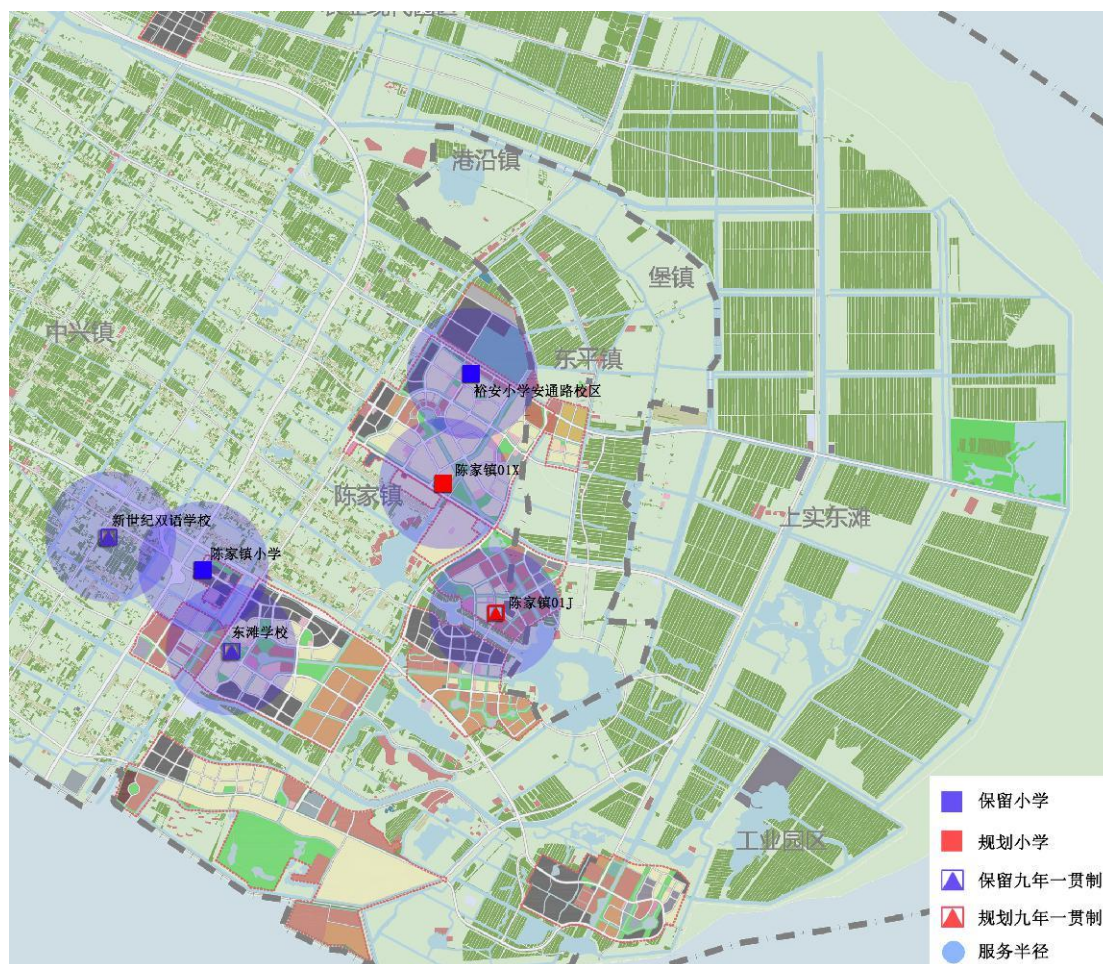 港沿镇
堡镇
中兴镇
东平镇
裕安小学安通路校区
陈家镇01X
陈家镇
新世纪双语学校
上实东滩
陈家镇小学
陈家镇01J
东滩学校
工业园区
保留小学
规划小学
保留九年一贯制
规划九年一贯制
服务半径